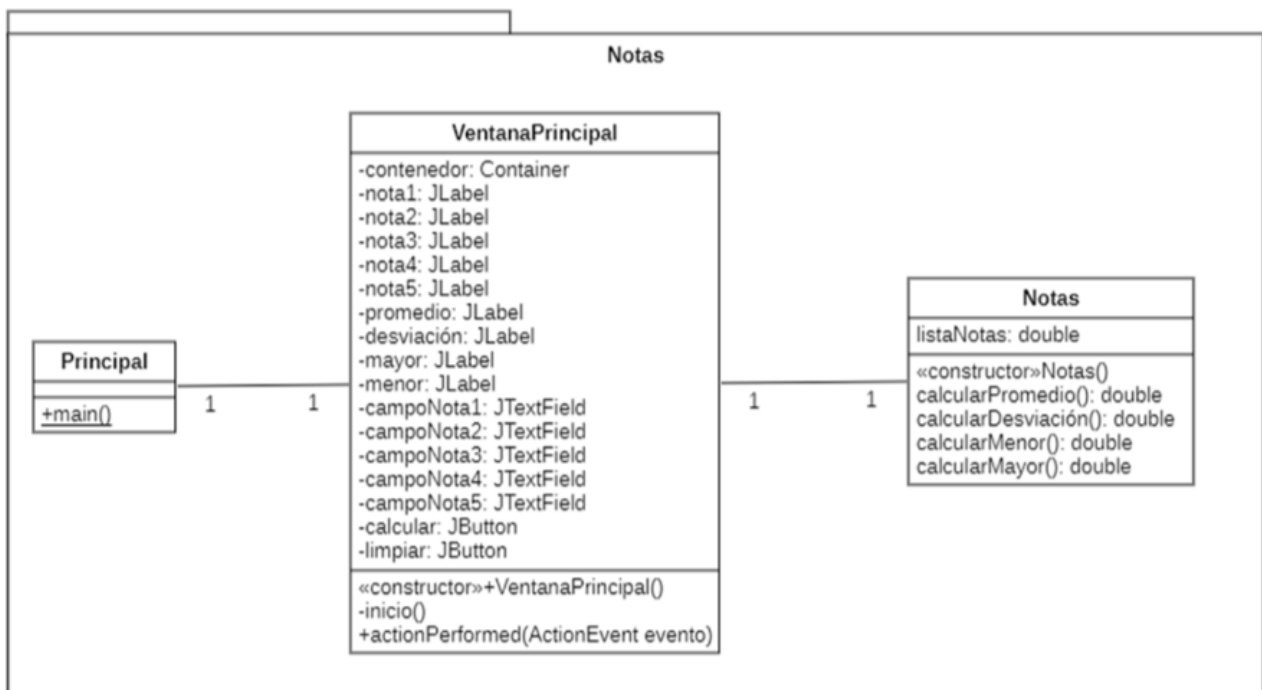 Notas
Principal
+main()
1
1
VentanaPrincipal
-contenedor: Container
-nota1: JLabel
-nota2: JLabel
-nota3: JLabel
-nota4: JLabel
-nota5: JLabel
-promedio: JLabel
-desviación: JLabel
-mayor: JLabel
-menor: JLabel
-campoNota1: JTextField
-campoNota2: JTextField
-campoNota3: JTextField
-campoNota4: JTextField
-campoNota5: JTextField
-calcular: JButton
-limpiar: JButton
«constructor»+VentanaPrincipal()
-inicio()
+actionPerformed(ActionEvent evento)
1
1
Notas
listaNotas: double
«constructor»Notas()
calcularPromedio(): double
calcularDesviación(): double
calcularMenor(): double
calcularMayor(): double